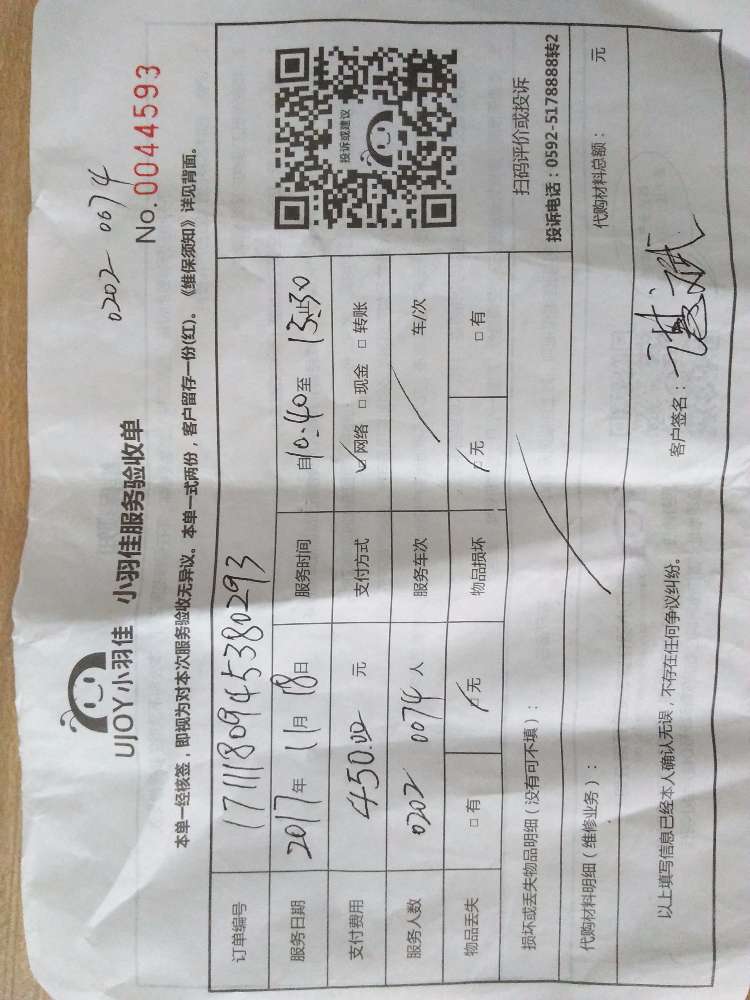 0202 0674
UJOY小羽佳 小羽佳服务验收单
No.0044593
本单一经核签，即视为对本次服务验收无异议。本单一式两份，客户留存一份(红)。《维保须知》详见背面。
订单编号 1711180945380293
服务日期 2017年 11月 18日 服务时间 自10:40至 13:30
支付费用 450.00 元 支付方式 ☑网络 □现金 □转账
服务人数 0202 0074 人 服务车次 车/次
物品丢失 □有 ☑无 物品损坏 ☑无 □有
投诉或建议
扫码评价或投诉
投诉电话：0592-5178888转2
损坏或丢失物品明细（没有可不填）：
代购材料明细（维修业务）： 代购材料总额： 元
以上填写信息已经本人确认无误，不存在任何争议纠纷。 客户签名：